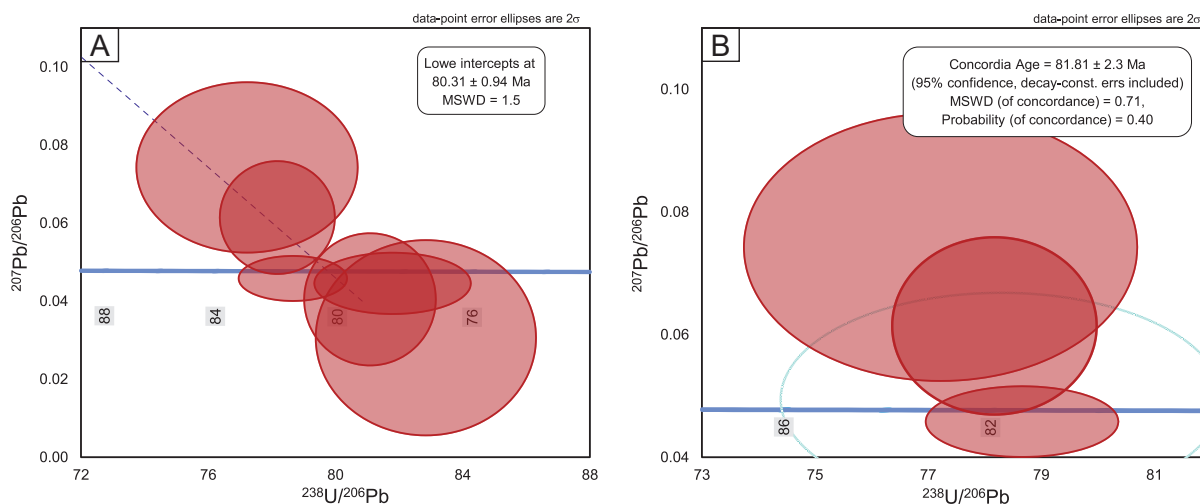 data-point error ellipses are 2σ
A
Lowe intercepts at
80.31 ± 0.94 Ma
MSWD = 1.5
0.10
0.08
0.06
0.04
0.02
0.00
207Pb/206Pb
88
84
80
76
72
76
80
84
88
238U/206Pb
data-point error ellipses are 2σ
B
Concordia Age = 81.81 ± 2.3 Ma
(95% confidence, decay-const. errs included)
MSWD (of concordance) = 0.71,
Probability (of concordance) = 0.40
0.10
0.08
0.06
0.04
207Pb/206Pb
86
82
73
75
77
79
81
238U/206Pb